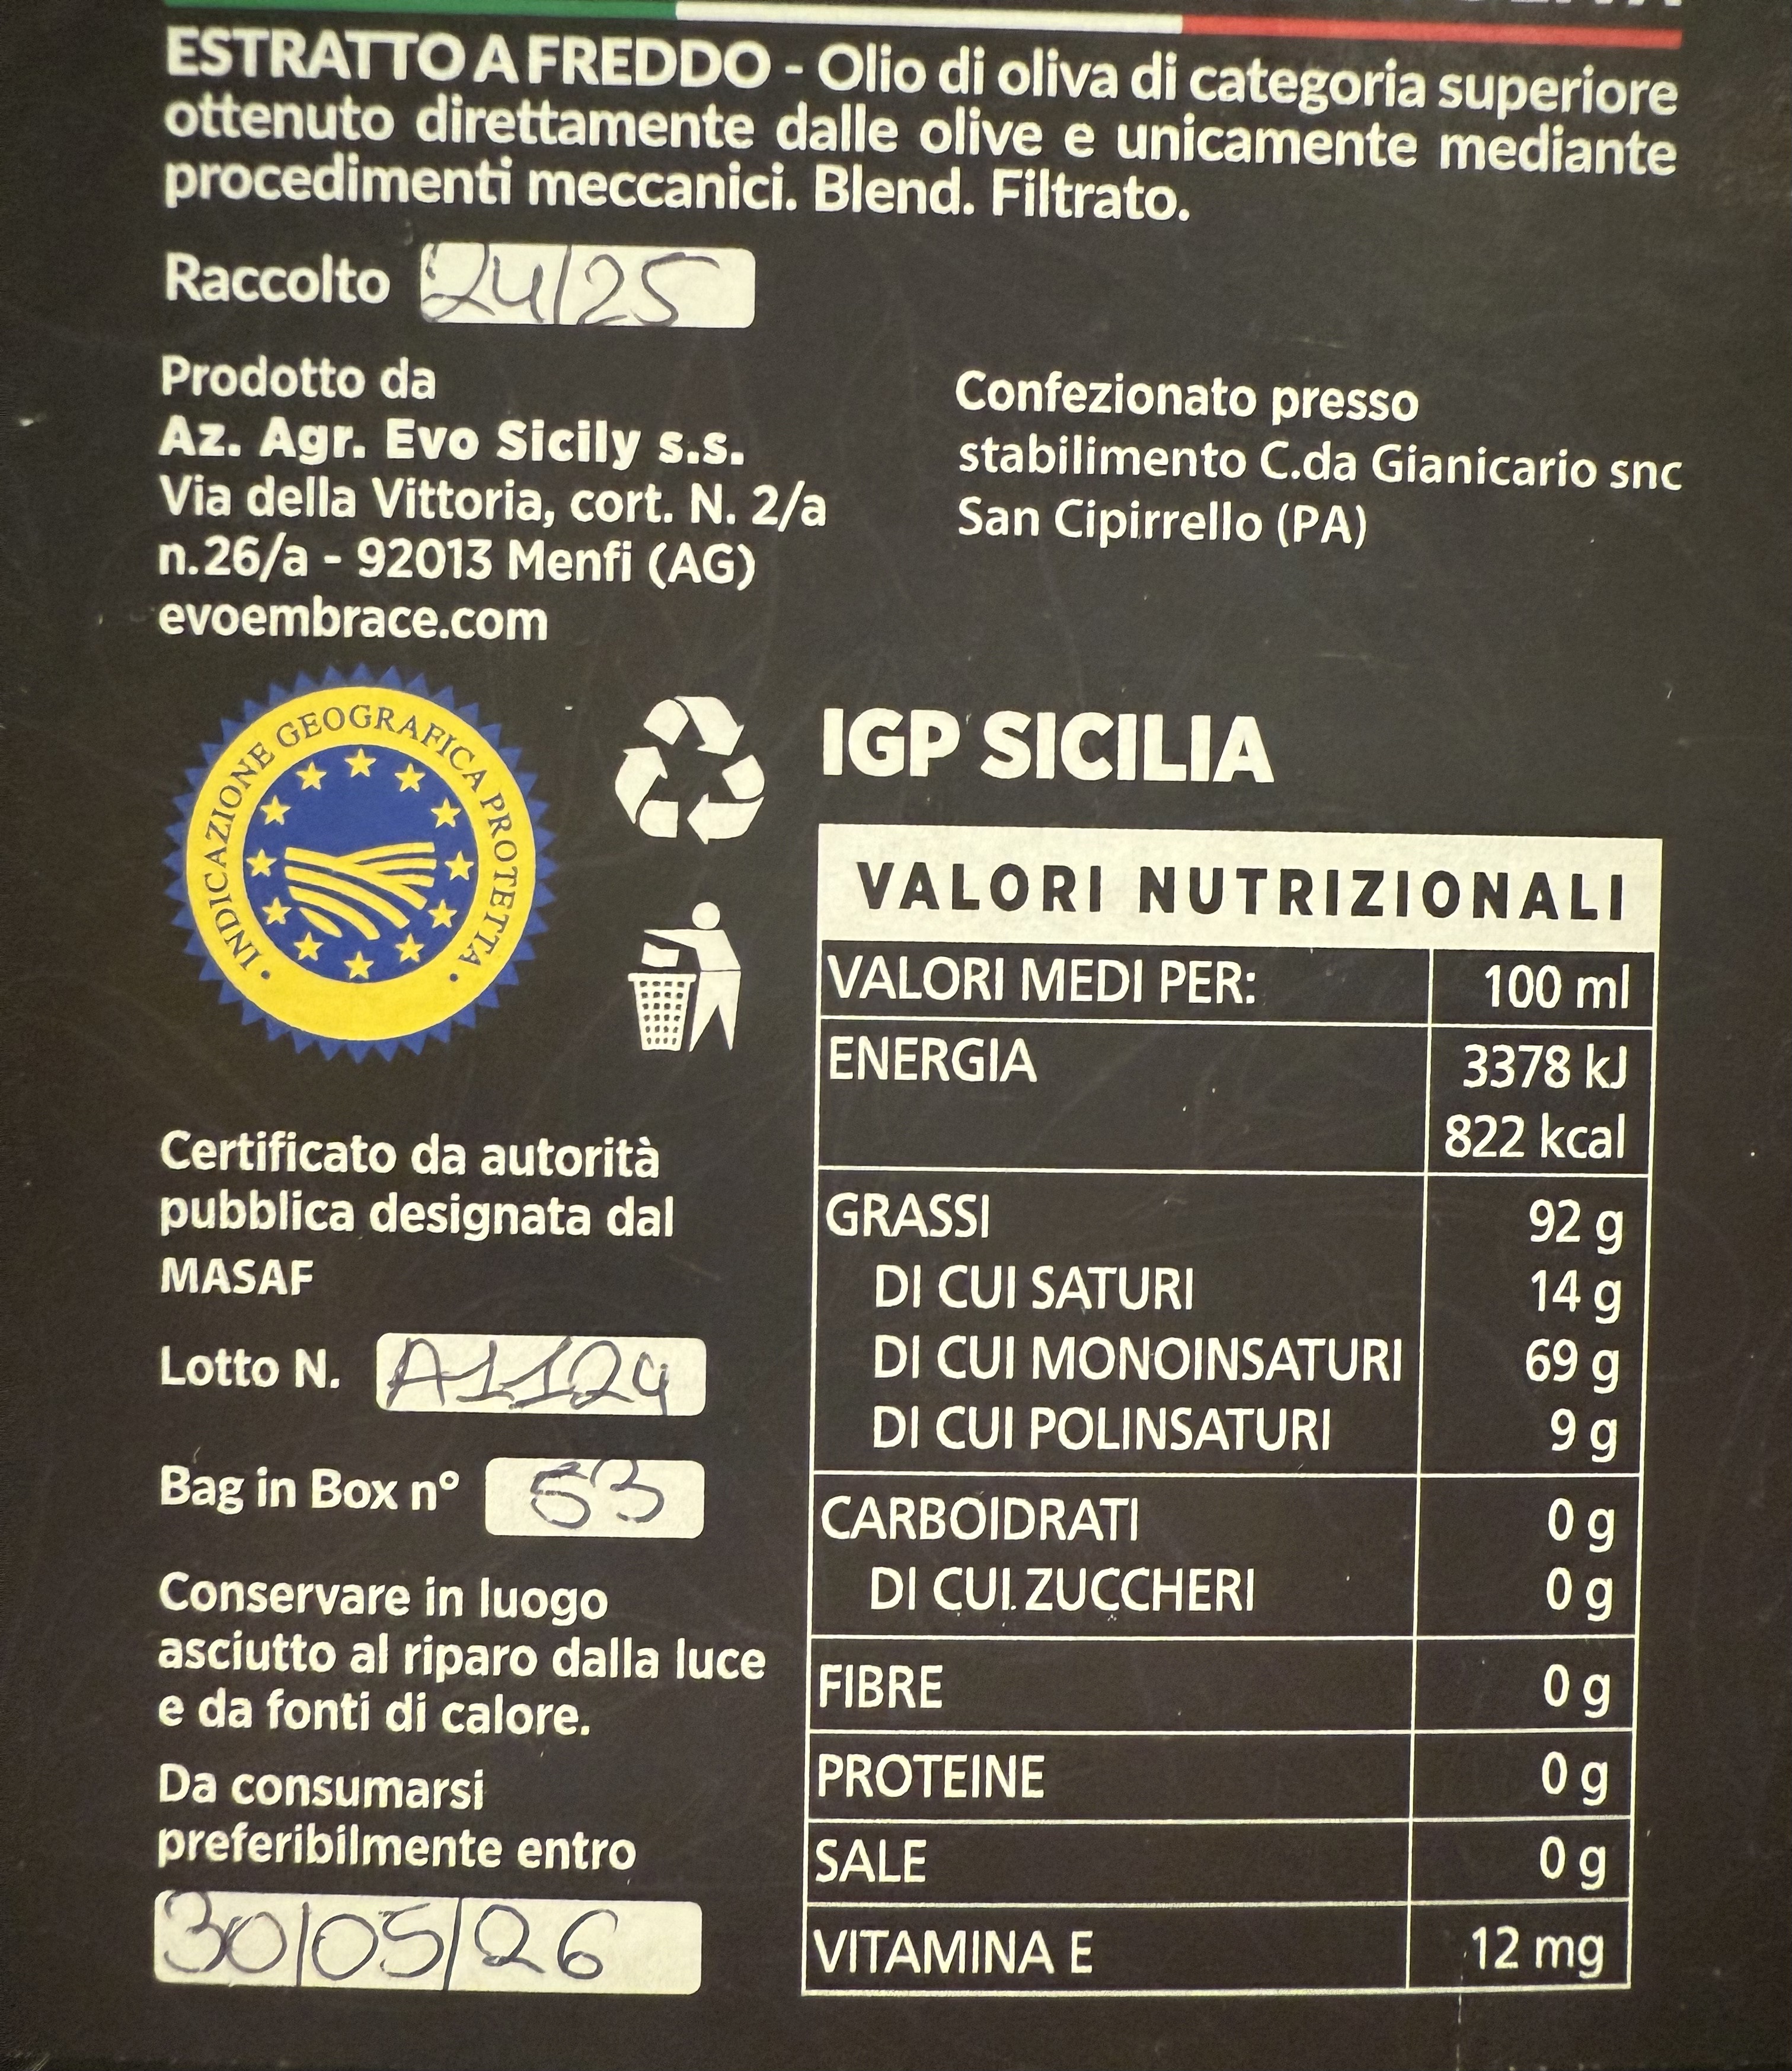 ESTRATTO A FREDDO - Olio di oliva di categoria superiore
ottenuto direttamente dalle olive e unicamente mediante
procedimenti meccanici. Blend. Filtrato.
Raccolto 24/25
Prodotto da
Az. Agr. Evo Sicily s.s.
Via della Vittoria, cort. N. 2/a
n.26/a - 92013 Menfi (AG)
evoembrace.com
Confezionato presso
stabilimento C.da Gianicario snc
San Cipirrello (PA)
INDICAZIONE GEOGRAFICA PROTETTA
IGP SICILIA
Certificato da autorità
pubblica designata dal
MASAF
Lotto N. A1124
Bag in Box n° 53
Conservare in luogo
asciutto al riparo dalla luce
e da fonti di calore.
Da consumarsi
preferibilmente entro
30/05/26
VALORI NUTRIZIONALI
VALORI MEDI PER: 100 ml
ENERGIA 3378 kJ
822 kcal
GRASSI 92 g
DI CUI SATURI 14 g
DI CUI MONOINSATURI 69 g
DI CUI POLINSATURI 9 g
CARBOIDRATI 0 g
DI CUI ZUCCHERI 0 g
FIBRE 0 g
PROTEINE 0 g
SALE 0 g
VITAMINA E 12 mg